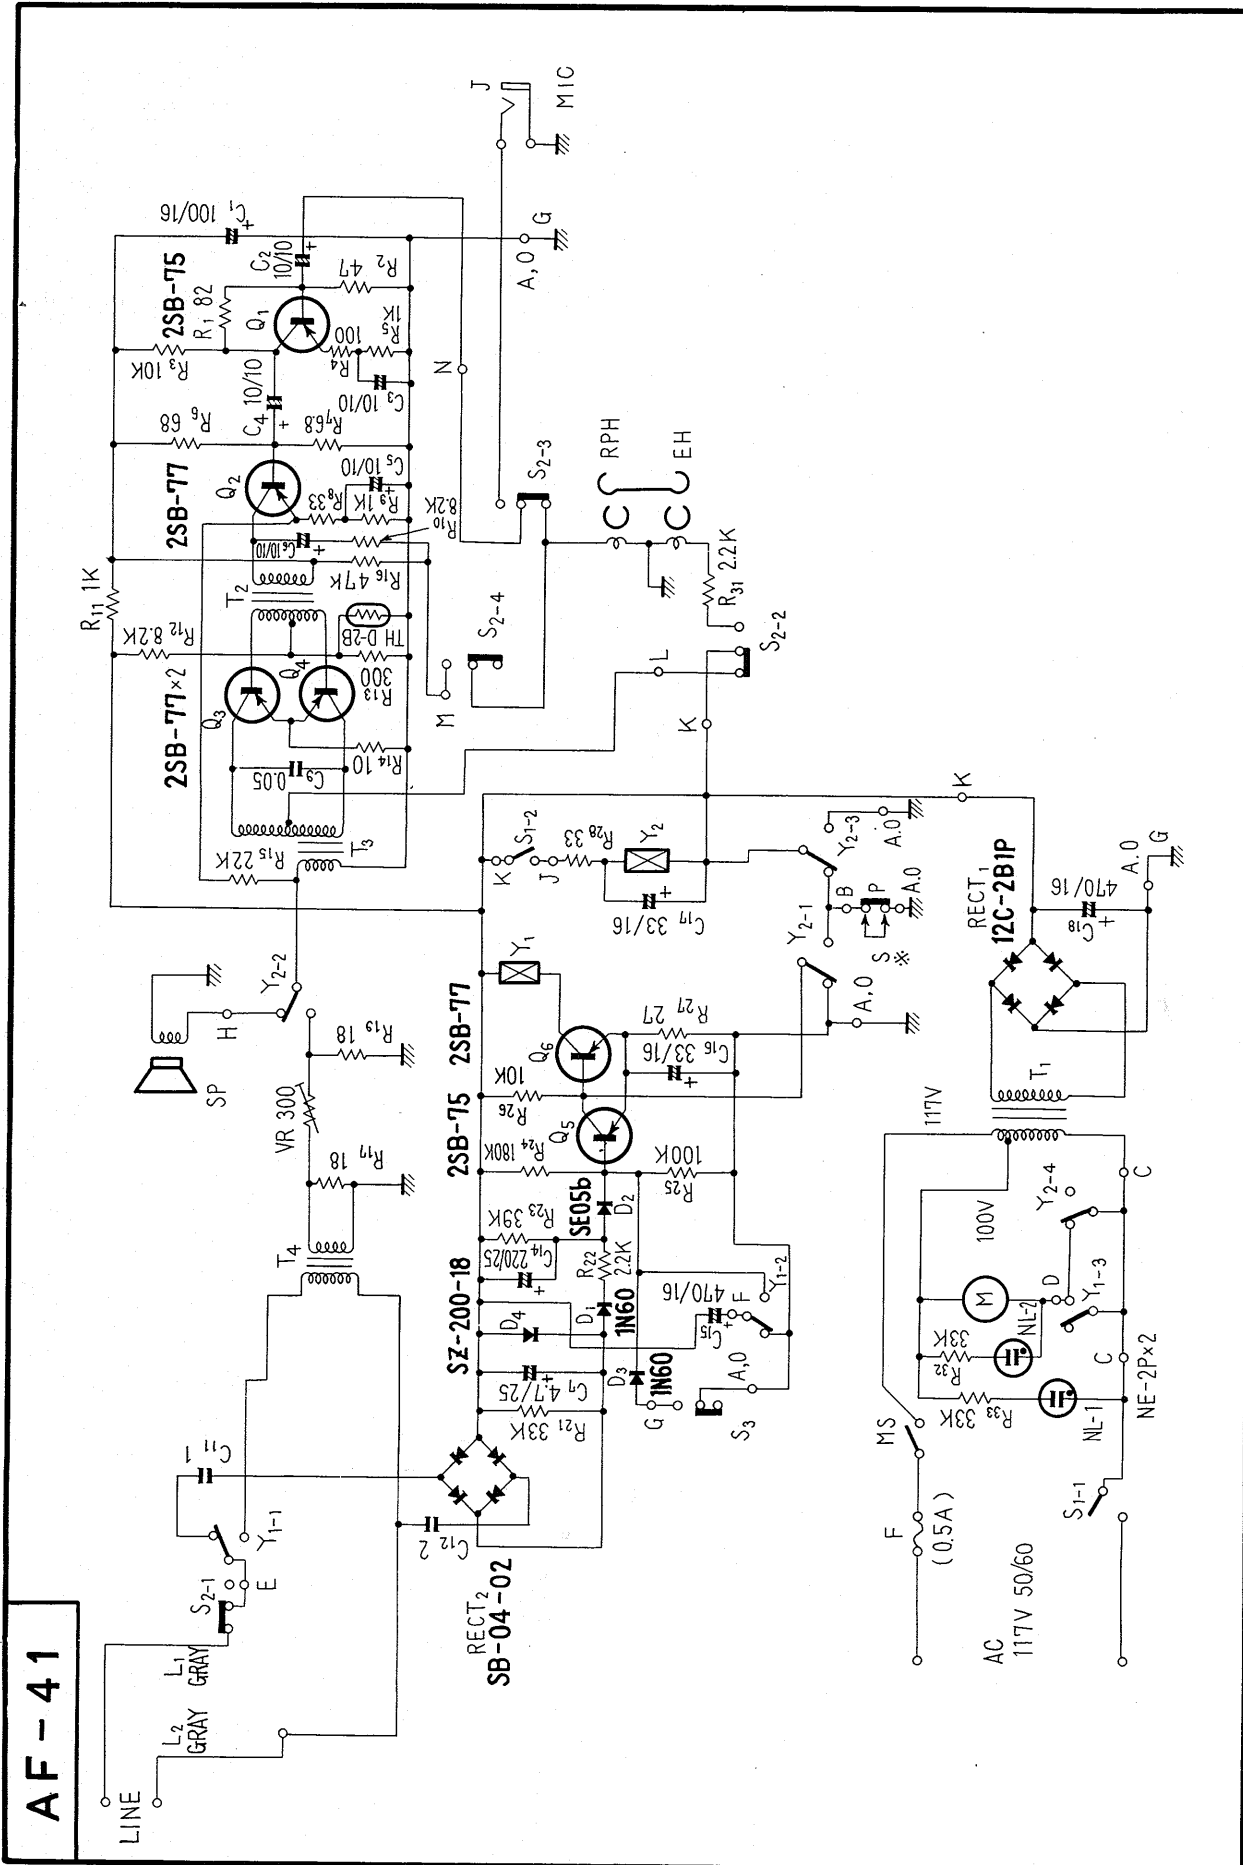 AF-41
LINE
L₁
GRAY
L₂
GRAY
S₂₋₁
E
Y₁₋₁
C₁₁ 1
C₁₂ 2
RECT₂
SB-04-02
T₄
R₁₇
18
VR 300
R₁₉
18
SP
H
Y₂₋₂
R₁₅ 22K
T₃
C₉
0.05
R₁₄ 10
2SB-77×2
Q₃
Q₄
R₁₂ 8.2K
R₁₁ 1K
R₁₃
300
TH D-2B
T₂
R₁₆ 47K
R₁₀
8.2K
C₆ 10/10
2SB-77
Q₂
R₈ 33
R₉ 1K
C₅ 10/10
R₆
68
R₇ 6.8
C₄ 10/10
R₃ 10K
2SB-75
R₁ 82
Q₁
R₄
100
R₅
1K
C₃ 10/10
C₂
10/10
R₂
47
C₁ 100/16
A,O
G
N
J
MIC
M
S₂₋₄
S₂₋₃
RPH
EH
R₃₁ 2.2K
S₂₋₂
L
K
SZ-200-18
R₂₁
33K
C₇ 4.7/25
D₄
D₁
1N60
C₁₄ 220/25
R₂₃ 39K
R₂₂
2.2K
SE05b
D₂
R₂₄ 180K
R₂₅
100K
2SB-75
Q₅
R₂₆
10K
2SB-77
Q₆
C₁₆
33/16
R₂₇
27
Y₁
K
S₁₋₂
J
R₂₈ 33
Y₂
C₁₇
33/16
D₃
1N60
G
S₃
A,O
C₁₅
470/16
F
Y₁₋₂
Y₂₋₁
A,O
B
P
S
※
A.O
Y₂₋₃
A.O
K
RECT₁
12C-2B1P
C₁₈
470/16
A.O
G
T₁
117V
100V
Y₂₋₄
C
M
D
Y₁₋₃
C
NL-2
R₃₂
33K
R₃₃
33K
NL-1
NE-2P×2
MS
S₁₋₁
F
(0.5A)
AC
117V 50/60